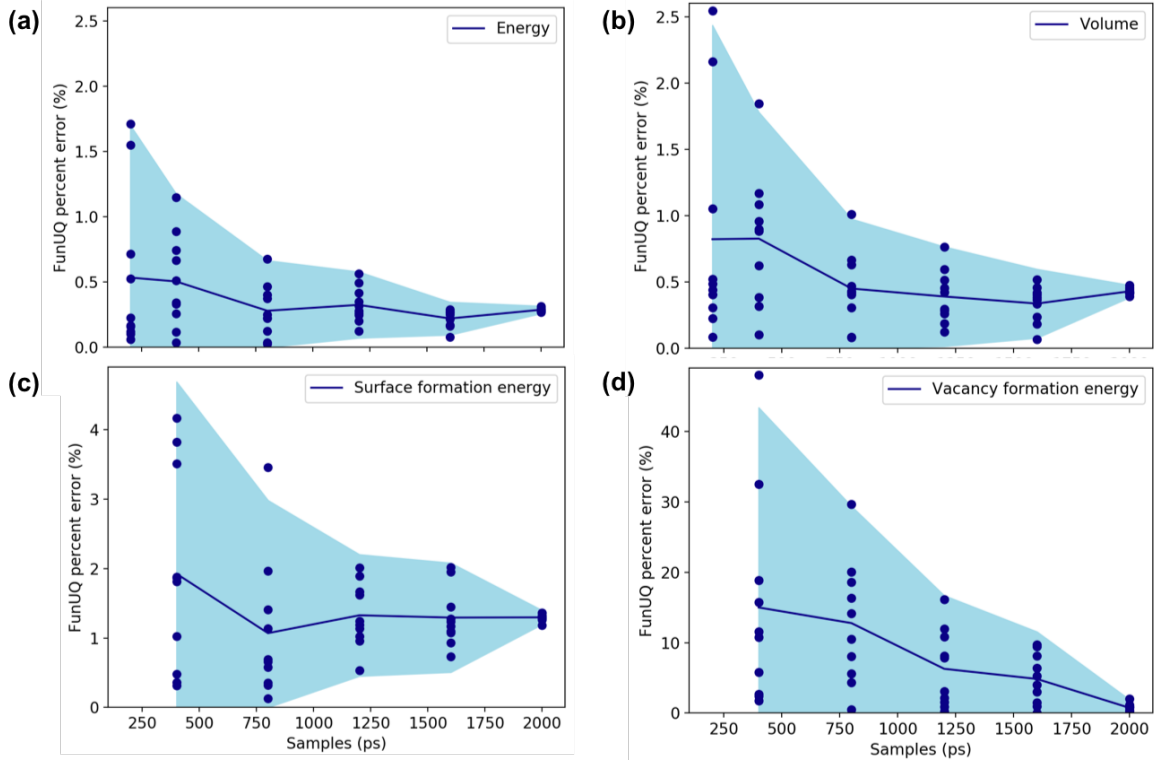 (a)
Energy
FunUQ percent error (%)
2.5
2.0
1.5
1.0
0.5
0.0
(b)
Volume
FunUQ percent error (%)
2.5
2.0
1.5
1.0
0.5
0.0
(c)
Surface formation energy
FunUQ percent error (%)
4
3
2
1
0
250 500 750 1000 1250 1500 1750 2000
Samples (ps)
(d)
Vacancy formation energy
FunUQ percent error (%)
40
30
20
10
0
250 500 750 1000 1250 1500 1750 2000
Samples (ps)